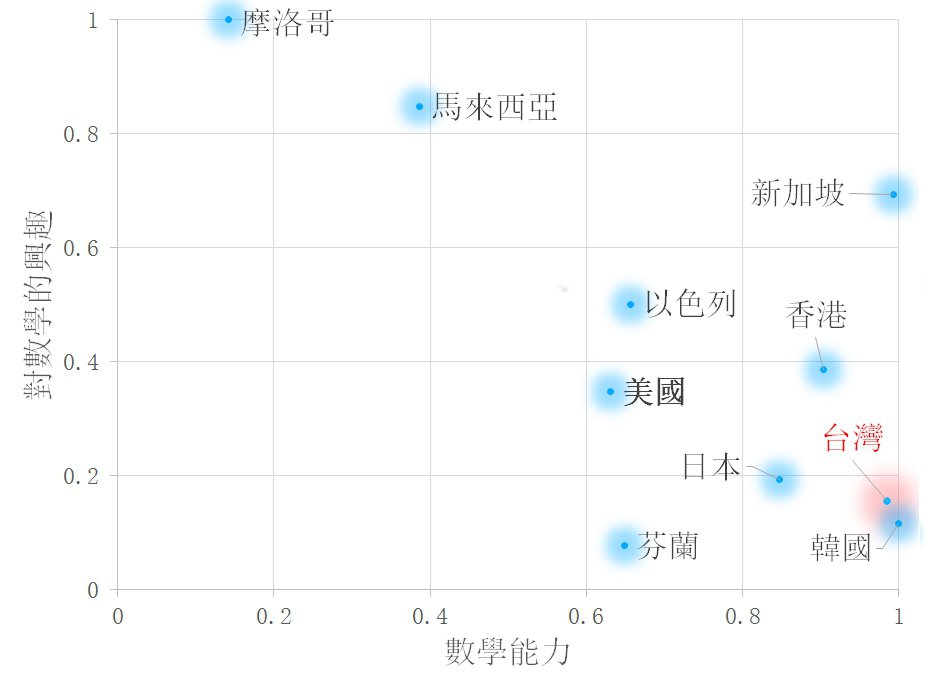 1
摩洛哥
馬來西亞
0.8
新加坡
0.6
以色列
香港
0.4
美國
台灣
0.2
日本
韓國
芬蘭
0
0
0.2
0.4
0.6
0.8
1
數學能力
對數學的興趣